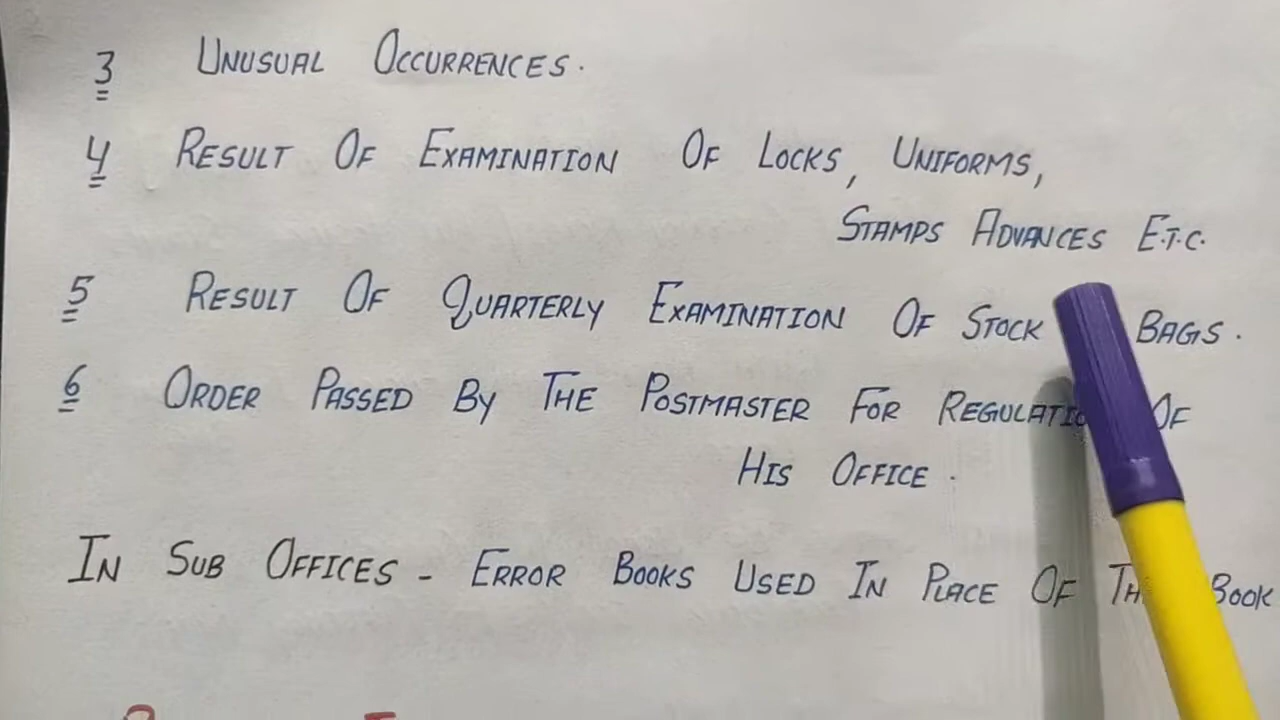 3 UNUSUAL OCCURRENCES.
4 RESULT OF EXAMINATION OF LOCKS, UNIFORMS,
STAMPS ADVANCES E.T.C.
5 RESULT OF QUARTERLY EXAMINATION OF STOCK BAGS.
6 ORDER PASSED BY THE POSTMASTER FOR OF
HIS OFFICE.
IN SUB OFFICES - ERROR BOOKS USED IN PLACE OF BOOK